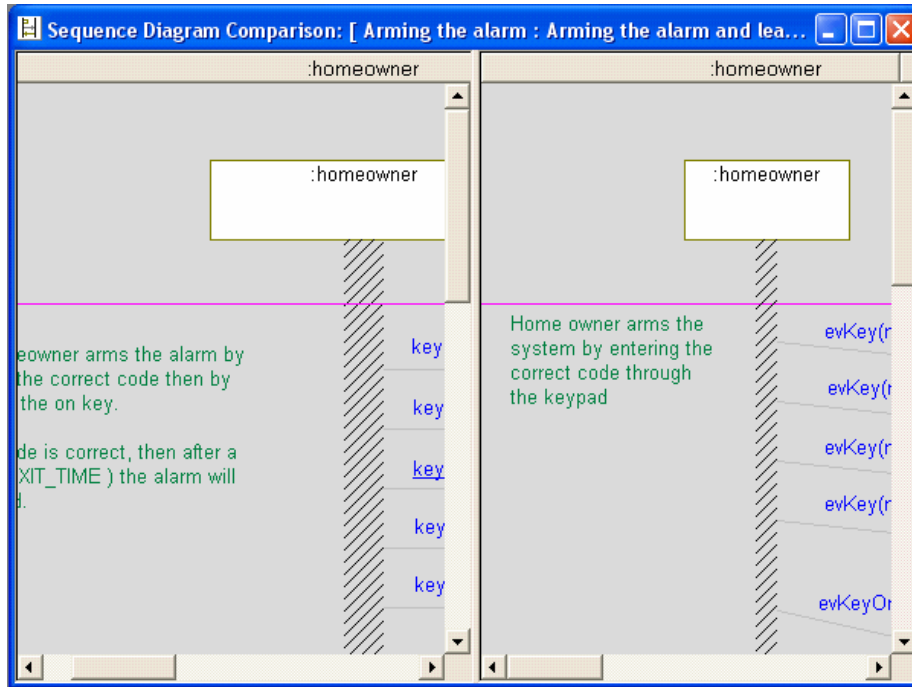 Sequence Diagram Comparison: [ Arming the alarm : Arming the alarm and lea...
:homeowner
:homeowner
eowner arms the alarm by
the correct code then by
the on key.
de is correct, then after a
XIT_TIME ) the alarm will
d.
key
key
key
key
key
:homeowner
:homeowner
Home owner arms the
system by entering the
correct code through
the keypad
evKey(r
evKey(r
evKey(r
evKey(r
evKeyOr